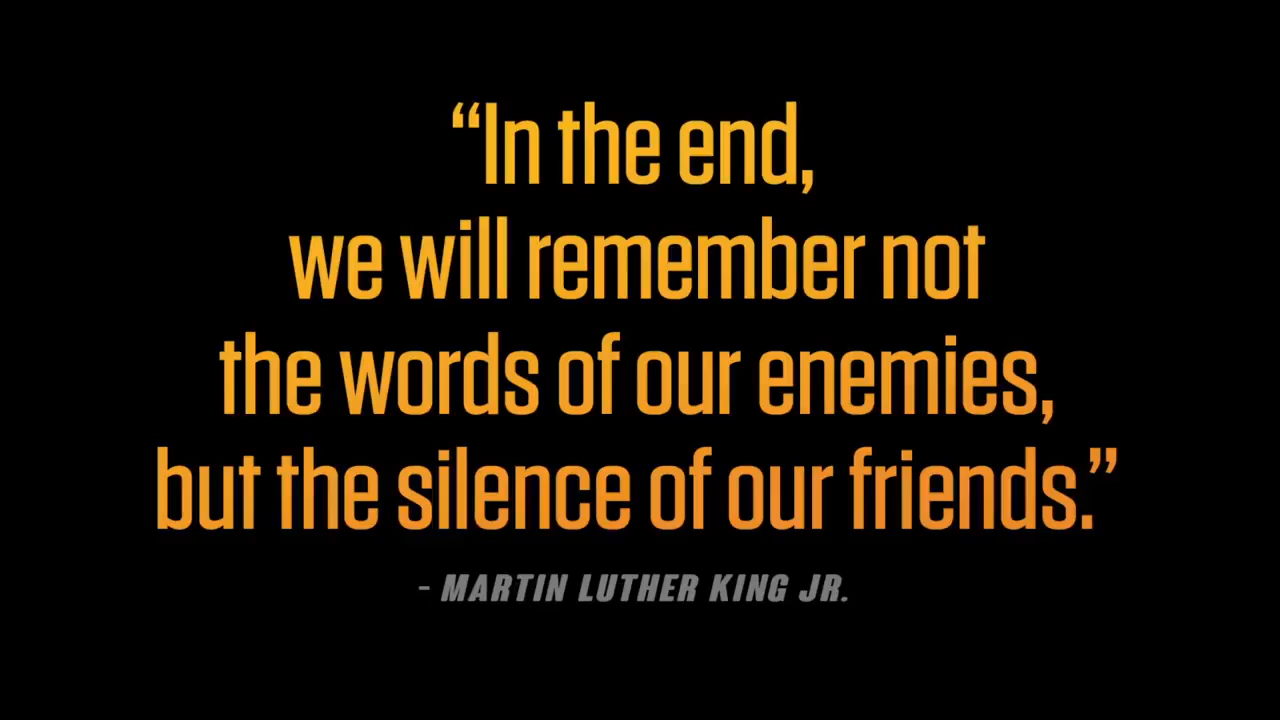 “In the end,
we will remember not
the words of our enemies,
but the silence of our friends.”
- MARTIN LUTHER KING JR.